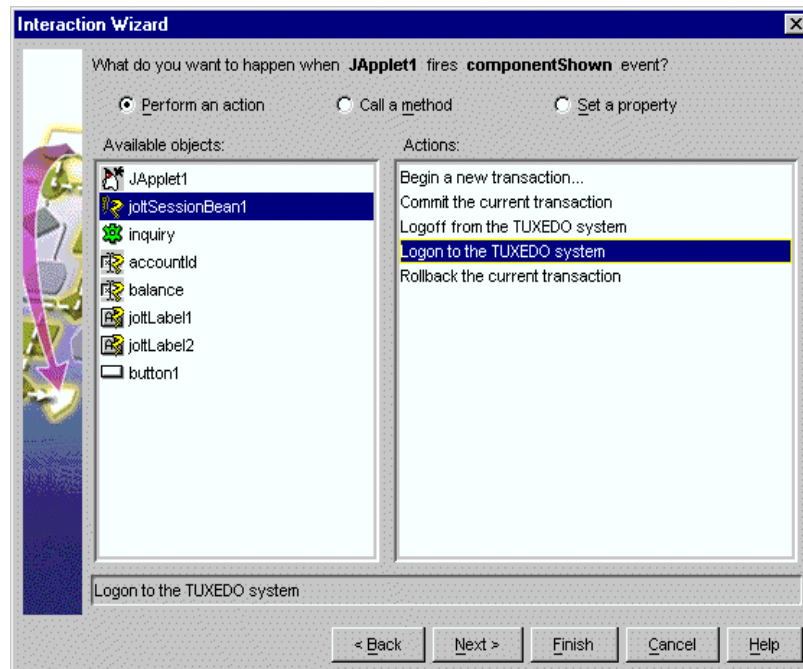 Interaction Wizard
What do you want to happen when JApplet1 fires componentShown event?
Perform an action Call a method Set a property
Available objects:
JApplet1
joltSessionBean1
inquiry
accountId
balance
joltLabel1
joltLabel2
button1
Actions:
Begin a new transaction...
Commit the current transaction
Logoff from the TUXEDO system
Logon to the TUXEDO system
Rollback the current transaction
Logon to the TUXEDO system
< Back Next > Finish Cancel Help